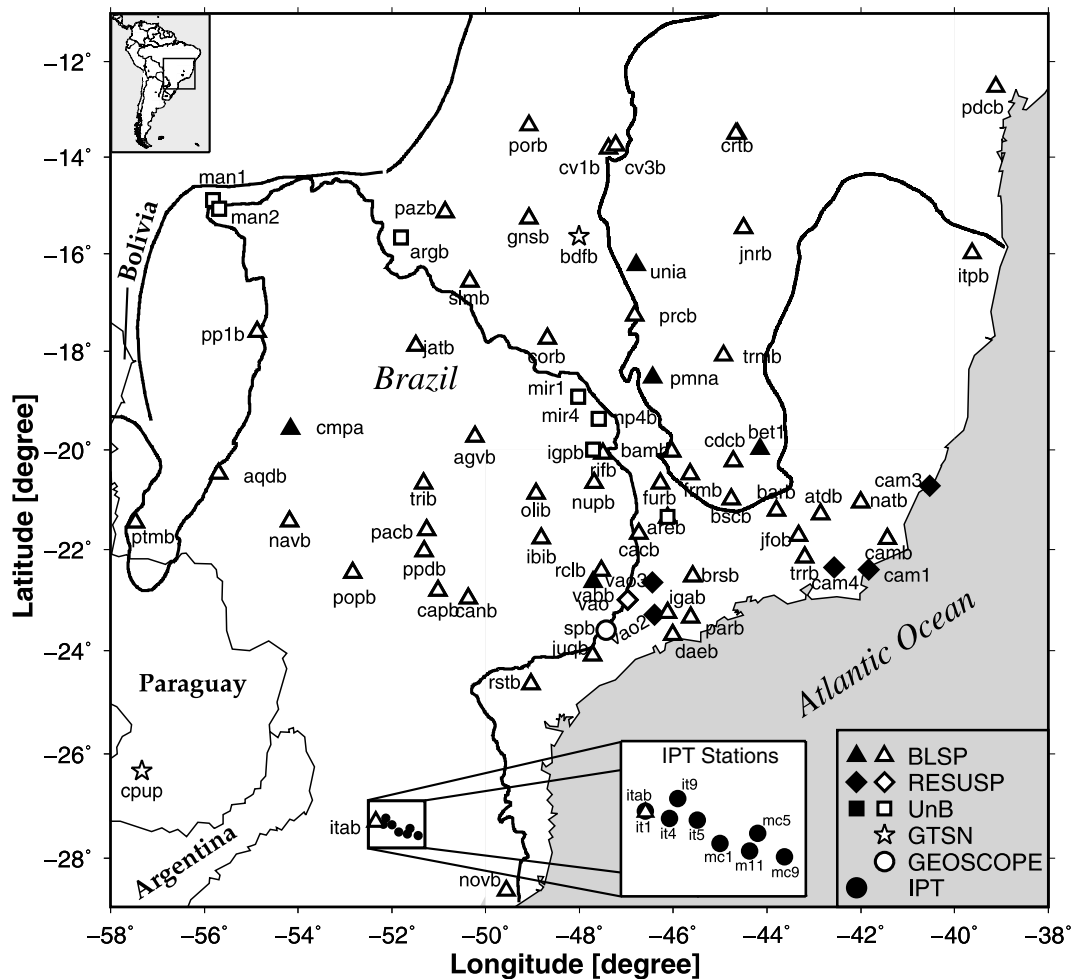 −12°
−14°
−16°
−18°
−20°
−22°
−24°
−26°
−28°
Latitude [degree]
pdcb
porb
cv1b
cv3b
crtb
man1
man2
pazb
argb
gnsb
bdfb
jnrb
itpb
Bolivia
unia
slmb
prcb
pp1b
jatb
corb
trmb
Brazil
pmna
mir1
mir4
mp4b
cmpa
agvb
igpb
rifb
bamb
cdcb
bet1
aqdb
trib
olib
nupb
furb
frmb
bscb
barb
atdb
natb
cam3
ptmb
navb
pacb
ibib
cacb
areb
jfob
camb
ppdb
rclb
vao3
brsb
trrb
cam4
cam1
popb
capb
canb
vabb
vao
igab
parb
spb
vao2
daeb
juqb
rstb
Paraguay
Atlantic Ocean
cpup
itab
Argentina
novb
IPT Stations
itab
it1
it9
it4
it5
mc5
mc1
m11
mc9
BLSP
RESUSP
UnB
GTSN
GEOSCOPE
IPT
−58 −56° −54° −52° −50° −48° −46° −44° −42° −40° −38°
Longitude [degree]